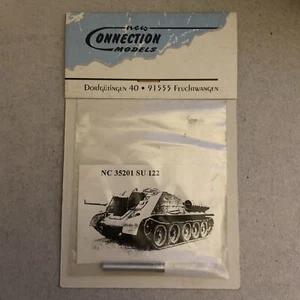 new
CONNECTION
MODELS
DORFGÜTINGEN 40 • 91555 FEUCHTWANGEN
NC 35201 SU 122